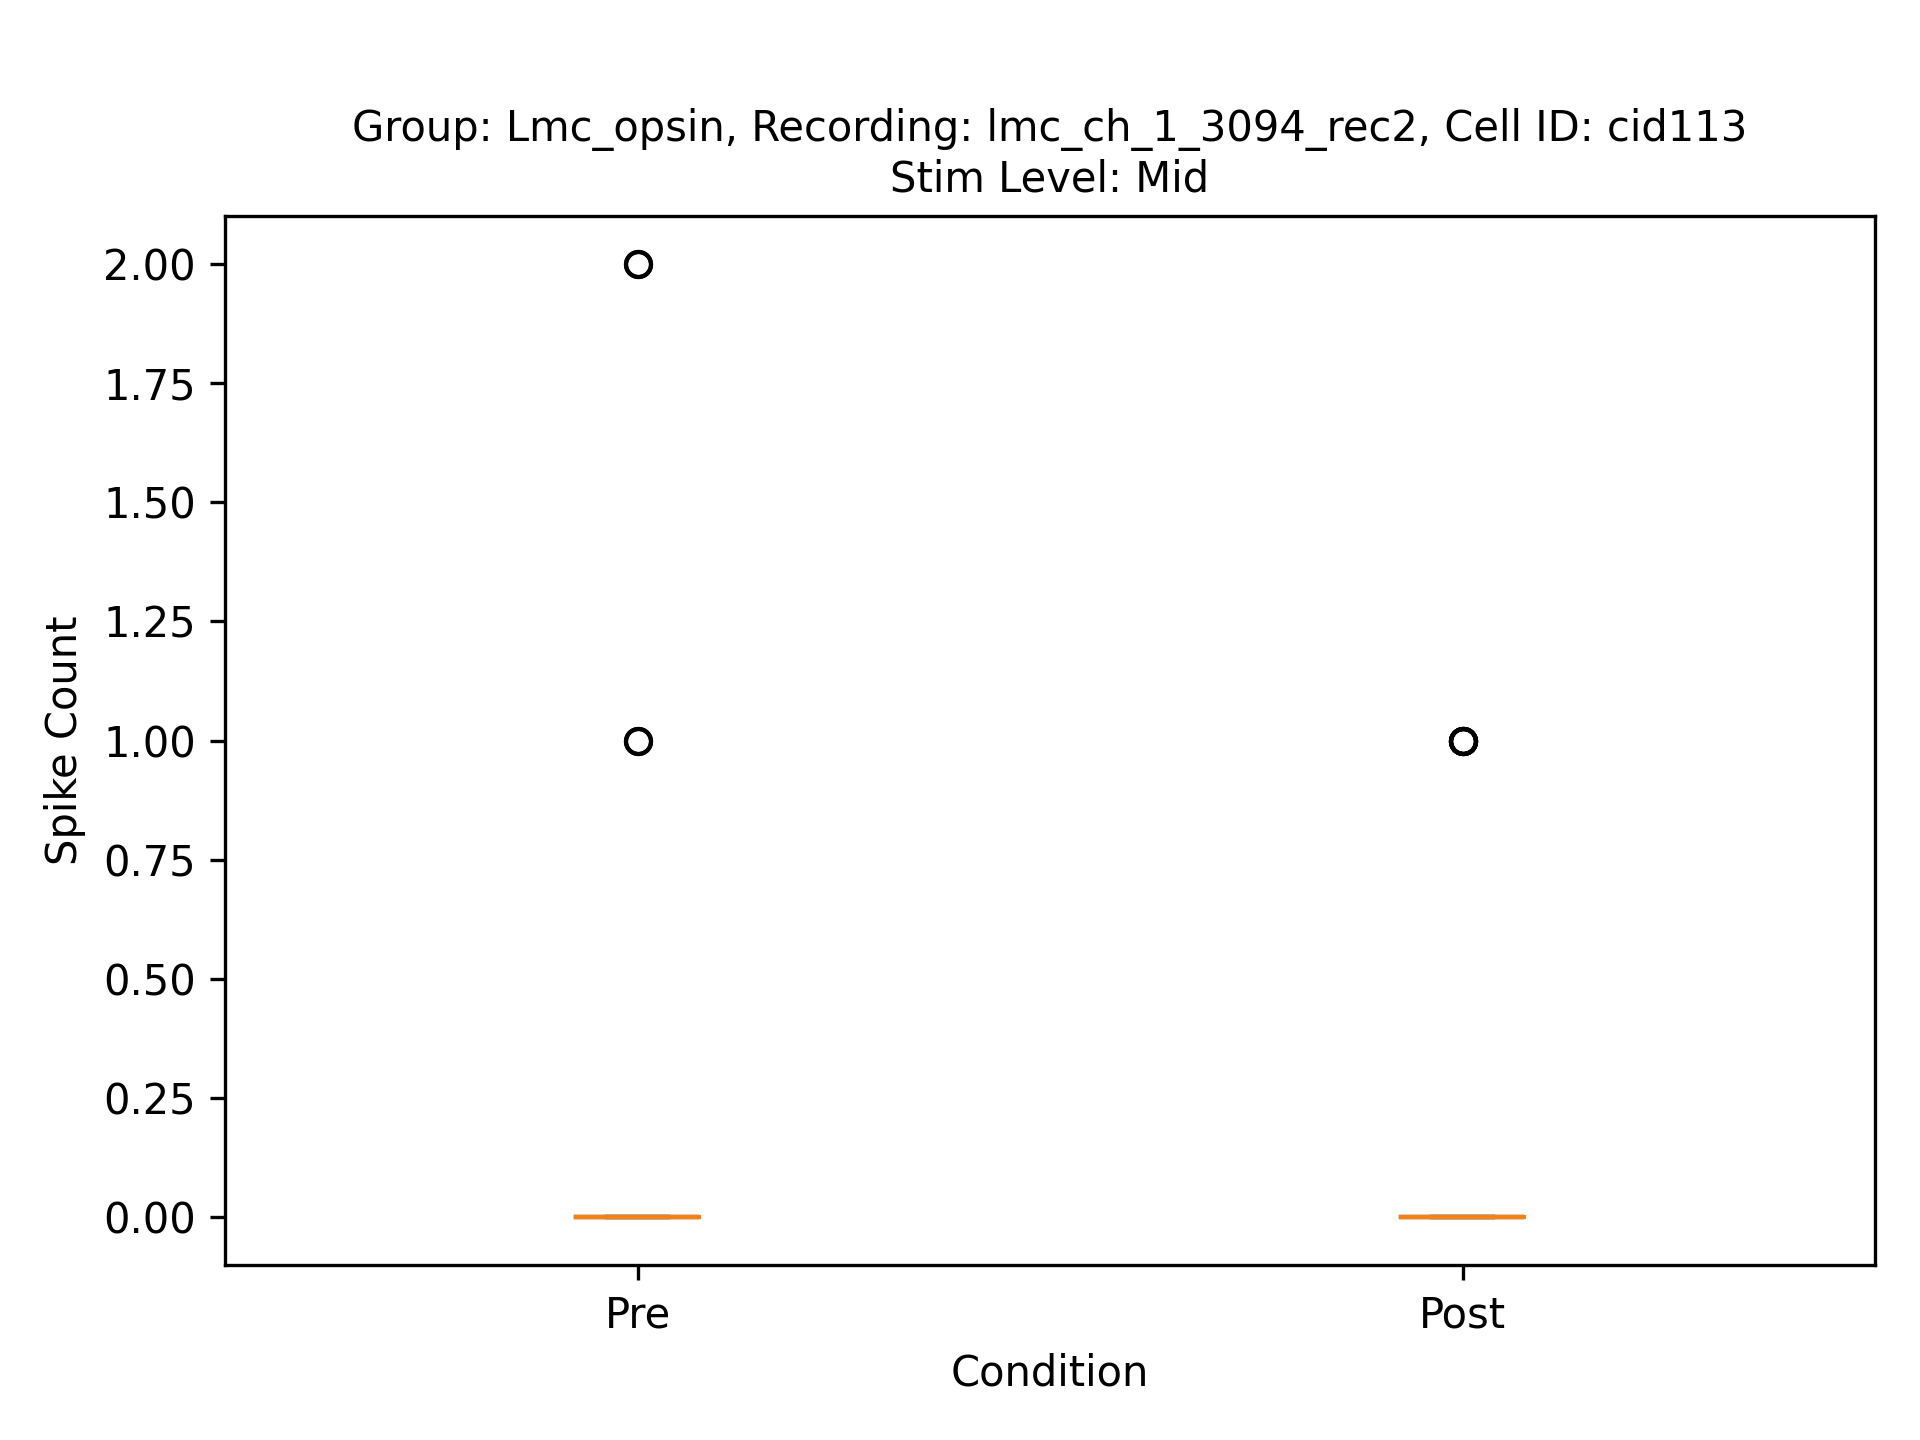 Group: Lmc_opsin, Recording: lmc_ch_1_3094_rec2, Cell ID: cid113
Stim Level: Mid
2.00
1.75
1.50
1.25
1.00
0.75
0.50
0.25
0.00
Spike Count
Pre
Post
Condition